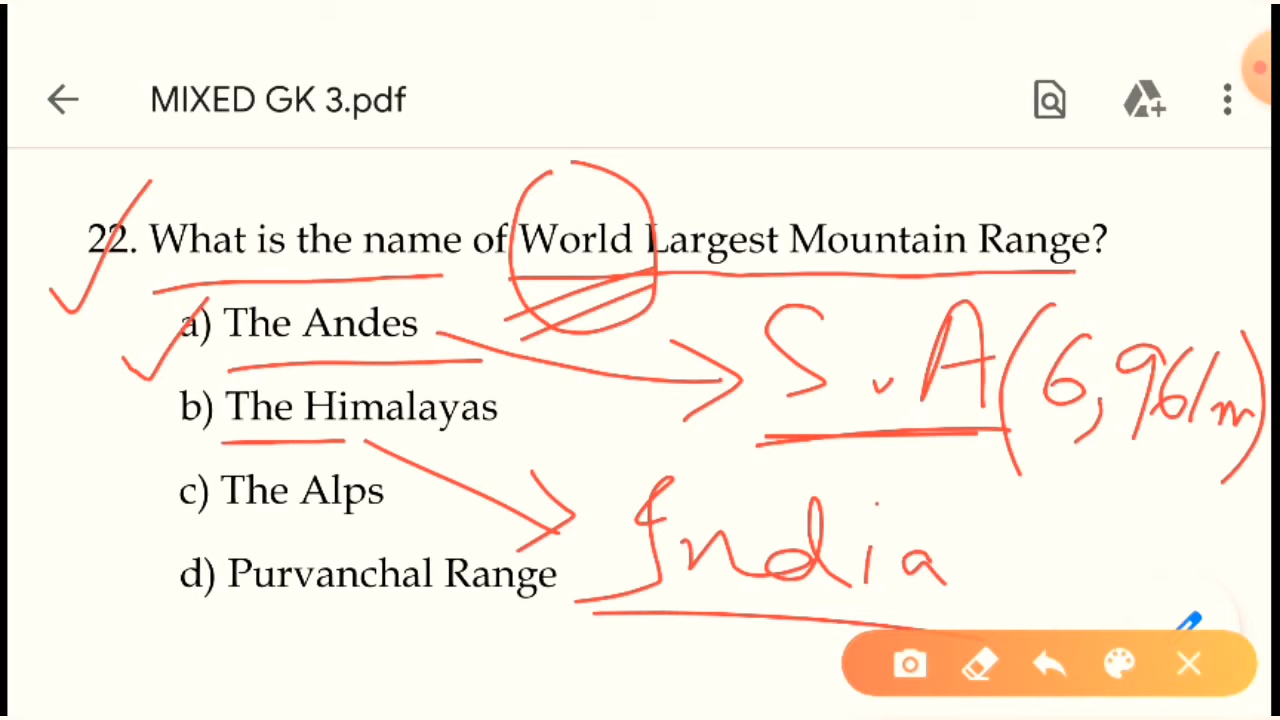 MIXED GK 3.pdf
22. What is the name of World Largest Mountain Range?
a) The Andes
S.A (6,961m)
b) The Himalayas
c) The Alps
India
d) Purvanchal Range